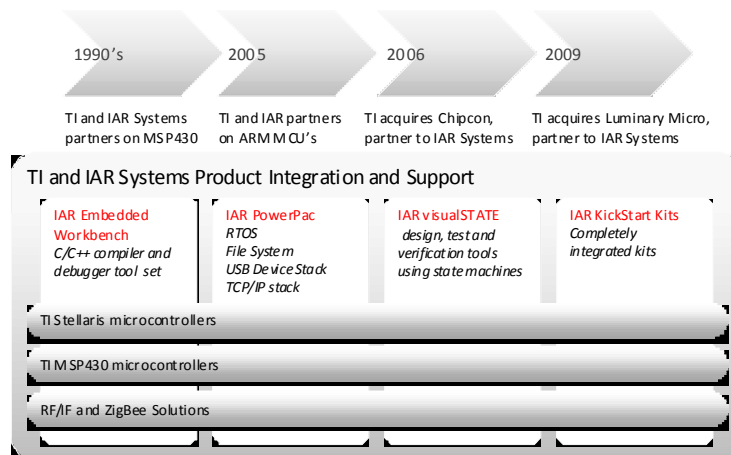 1990's
2005
2006
2009
TI and IAR Systems
partners on MSP430
TI and IAR partners
on ARM MCU's
TI acquires Chipcon,
partner to IAR Systems
TI acquires Luminary Micro,
partner to IAR Systems
TI and IAR Systems Product Integration and Support
IAR Embedded
Workbench
C/C++ compiler and
debugger tool set
IAR PowerPac
RTOS
File System
USB Device Stack
TCP/IP stack
IAR visualSTATE
design, test and
verification tools
using state machines
IAR KickStart Kits
Completely
integrated kits
TI Stellaris microcontrollers
TI MSP430 microcontrollers
RF/IF and ZigBee Solutions